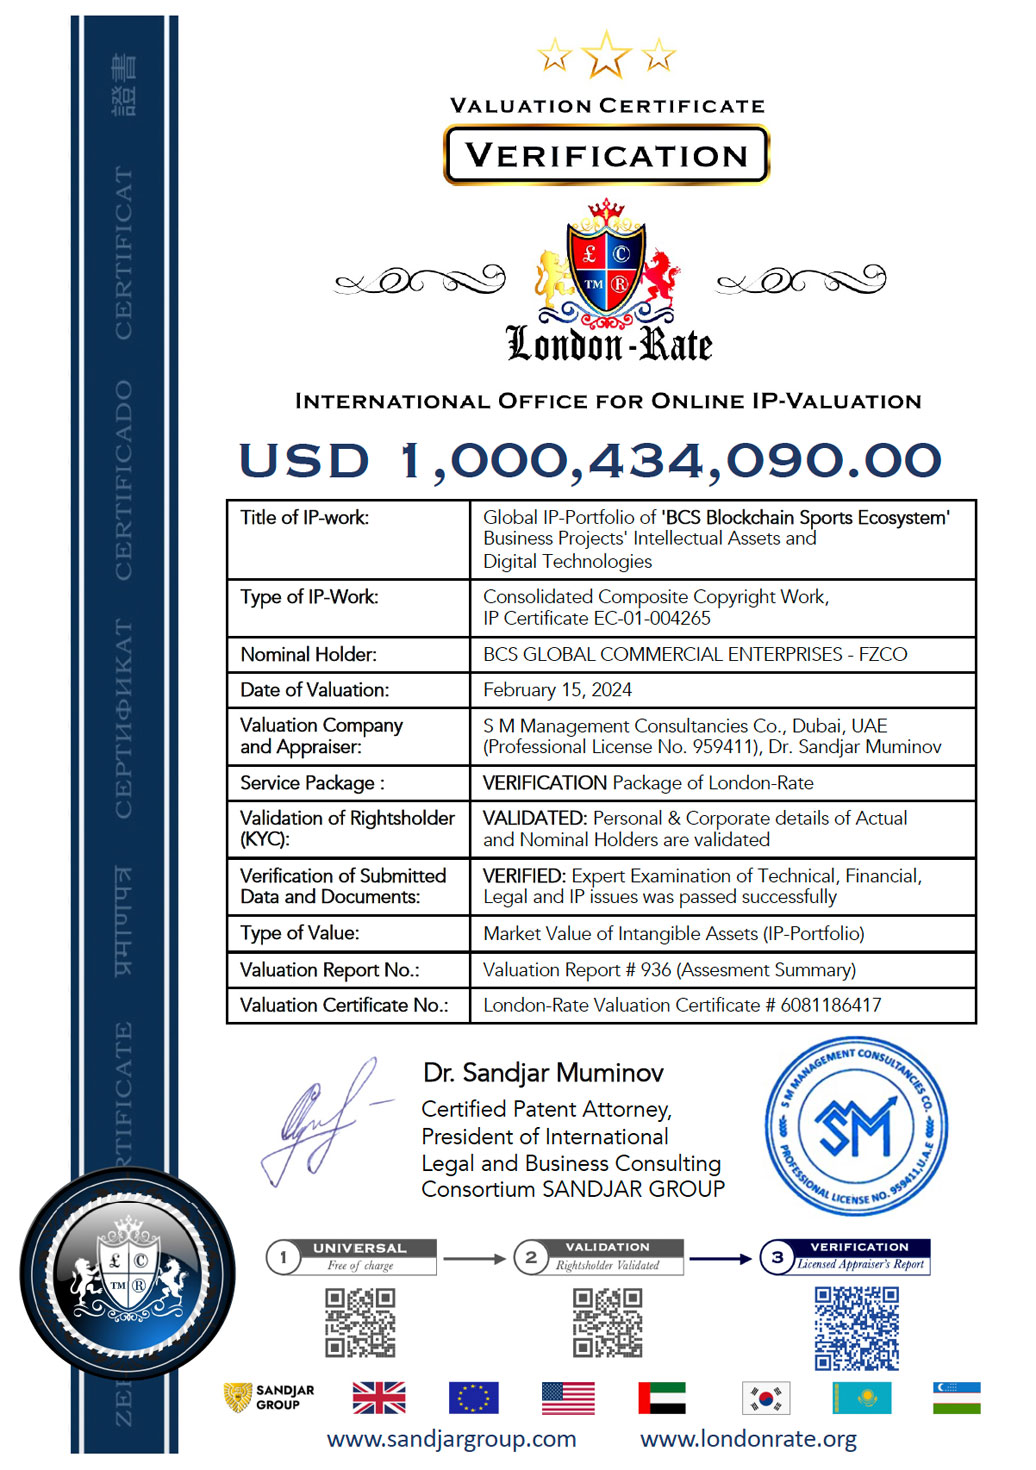 VALUATION CERTIFICATE
VERIFICATION
£ ©
TM ®
London-Rate
INTERNATIONAL OFFICE FOR ONLINE IP-VALUATION
USD 1,000,434,090.00
Title of IP-work:
Global IP-Portfolio of 'BCS Blockchain Sports Ecosystem'
Business Projects' Intellectual Assets and
Digital Technologies
Type of IP-Work:
Consolidated Composite Copyright Work,
IP Certificate EC-01-004265
Nominal Holder:
BCS GLOBAL COMMERCIAL ENTERPRISES - FZCO
Date of Valuation:
February 15, 2024
Valuation Company
and Appraiser:
S M Management Consultancies Co., Dubai, UAE
(Professional License No. 959411), Dr. Sandjar Muminov
Service Package :
VERIFICATION Package of London-Rate
Validation of Rightsholder
(KYC):
VALIDATED: Personal & Corporate details of Actual
and Nominal Holders are validated
Verification of Submitted
Data and Documents:
VERIFIED: Expert Examination of Technical, Financial,
Legal and IP issues was passed successfully
Type of Value:
Market Value of Intangible Assets (IP-Portfolio)
Valuation Report No.:
Valuation Report # 936 (Assesment Summary)
Valuation Certificate No.:
London-Rate Valuation Certificate # 6081186417
Dr. Sandjar Muminov
Certified Patent Attorney,
President of International
Legal and Business Consulting
Consortium SANDJAR GROUP
S M MANAGEMENT CONSULTANCIES CO.
SM
PROFESSIONAL LICENSE NO. 959411, U.A.E
1 UNIVERSAL
Free of charge
2 VALIDATION
Rightsholder Validated
3 VERIFICATION
Licensed Appraiser's Report
SANDJAR
GROUP
www.sandjargroup.com
www.londonrate.org
證書
CERTIFICAT
CERTIFICADO
СЕРТИФИКАТ
प्रमाणपत्र
RTIFICATE
ZE
£ ©
TM ®